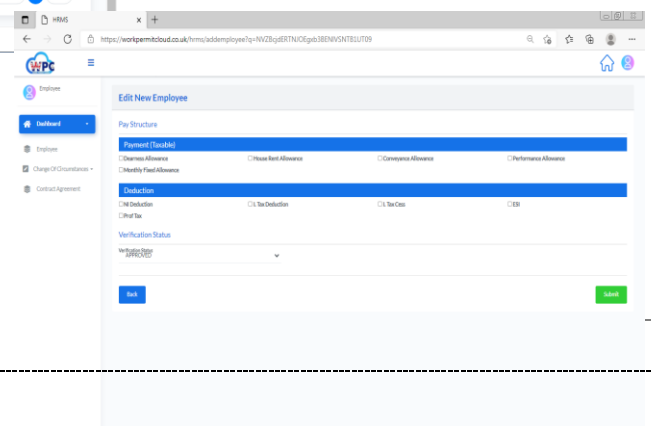 HRMS
https://workpermitcloud.co.uk/hrms/addemployee?q=NVZBcjdERTNJOEgxb3BENlVSNTB1UT09
WPC
Employee
Edit New Employee
Dashboard
Employee
Change Of Circumstances
Contract Agreement
Pay Structure
Payment (Taxable)
Dearness Allowance House Rent Allowance Conveyance Allowance Performance Allowance
Monthly Fixed Allowance
Deduction
NI Deduction I. Tax Deduction I. Tax Cess ESI
Prof Tax
Verification Status
Verification Status
APPROVED
Back Submit